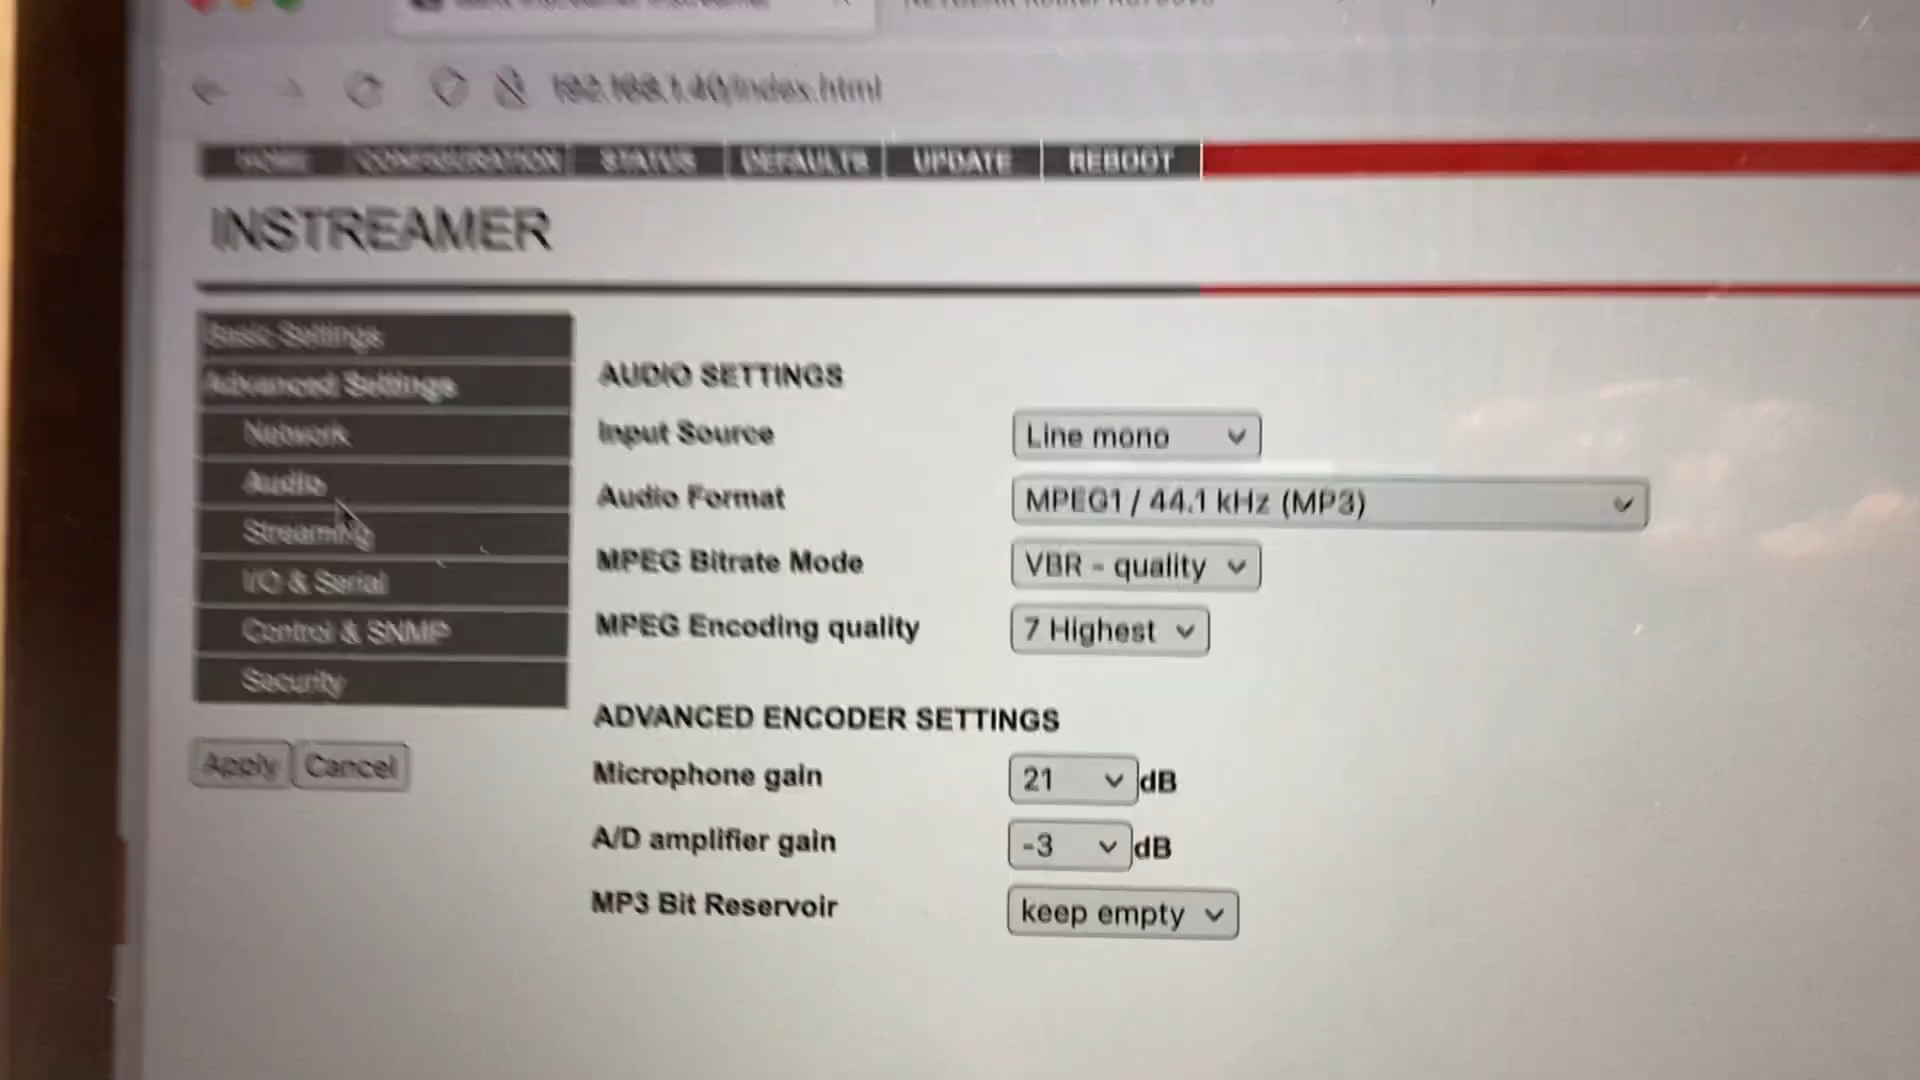 192.168.1.40/index.html
HOME CONFIGURATION STATUS DEFAULTS UPDATE REBOOT
INSTREAMER
Basic Settings
Advanced Settings
Network
Audio
Streaming
I/O & Serial
Control & SNMP
Security
Apply Cancel
AUDIO SETTINGS
Input Source Line mono
Audio Format MPEG1 / 44.1 kHz (MP3)
MPEG Bitrate Mode VBR - quality
MPEG Encoding quality 7 Highest
ADVANCED ENCODER SETTINGS
Microphone gain 21 dB
A/D amplifier gain -3 dB
MP3 Bit Reservoir keep empty